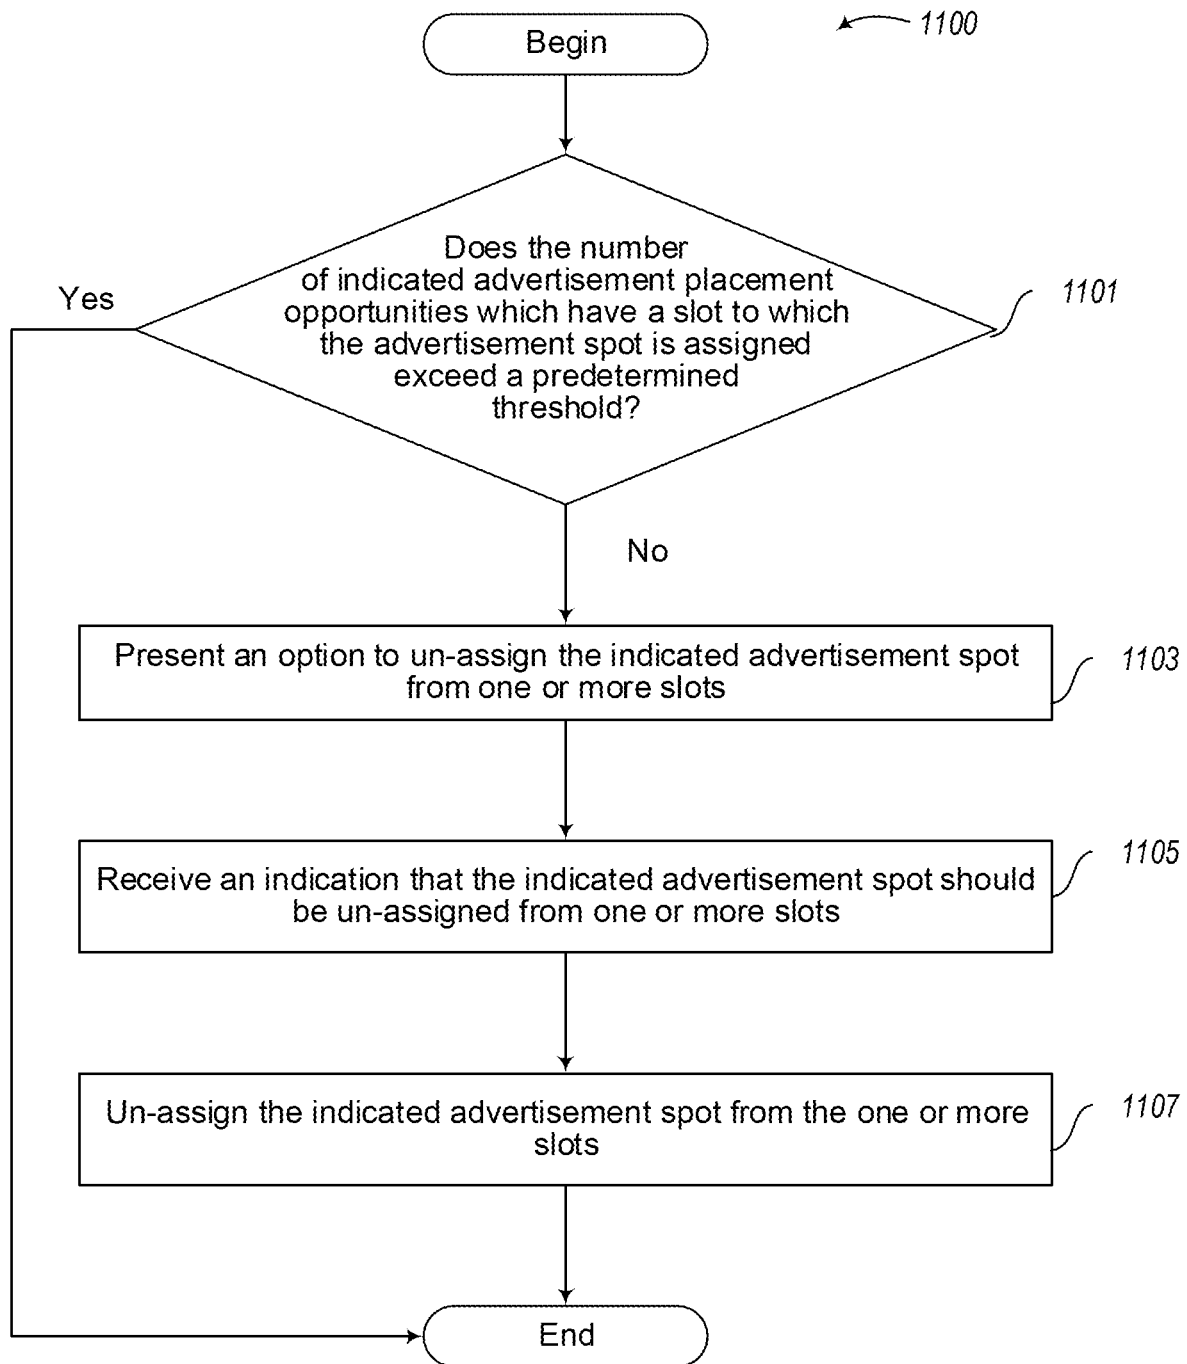 Begin
1100
Does the number
of indicated advertisement placement
opportunities which have a slot to which
the advertisement spot is assigned
exceed a predetermined
threshold?
Yes
1101
No
Present an option to un-assign the indicated advertisement spot
from one or more slots
1103
Receive an indication that the indicated advertisement spot should
be un-assigned from one or more slots
1105
Un-assign the indicated advertisement spot from the one or more
slots
1107
End